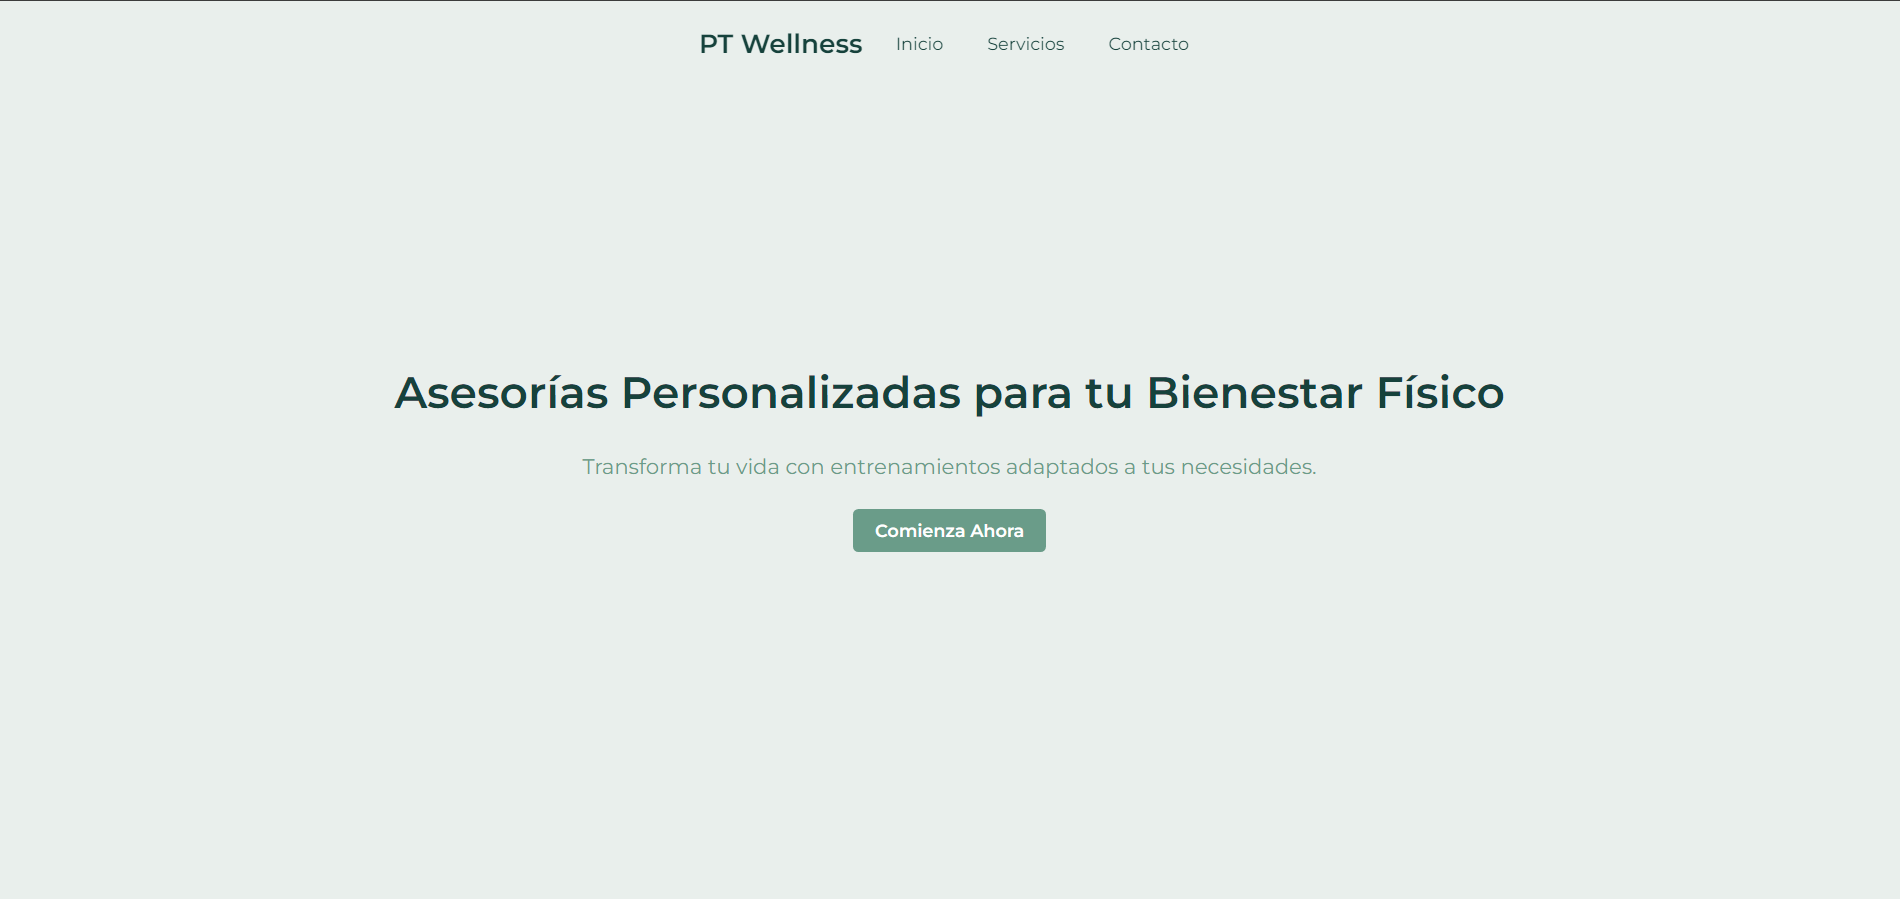 PT Wellness Inicio Servicios Contacto
Asesorías Personalizadas para tu Bienestar Físico
Transforma tu vida con entrenamientos adaptados a tus necesidades.
Comienza Ahora